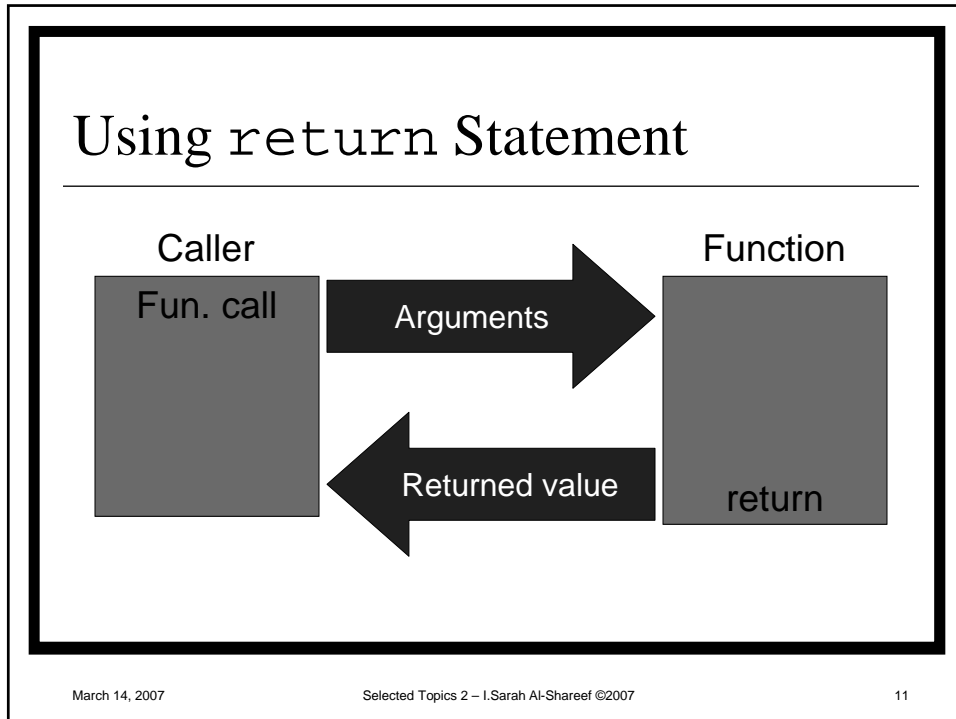 Using return Statement
Caller
Function
Fun. call
Arguments
Returned value
return
March 14, 2007
Selected Topics 2 – I.Sarah Al-Shareef ©2007
11